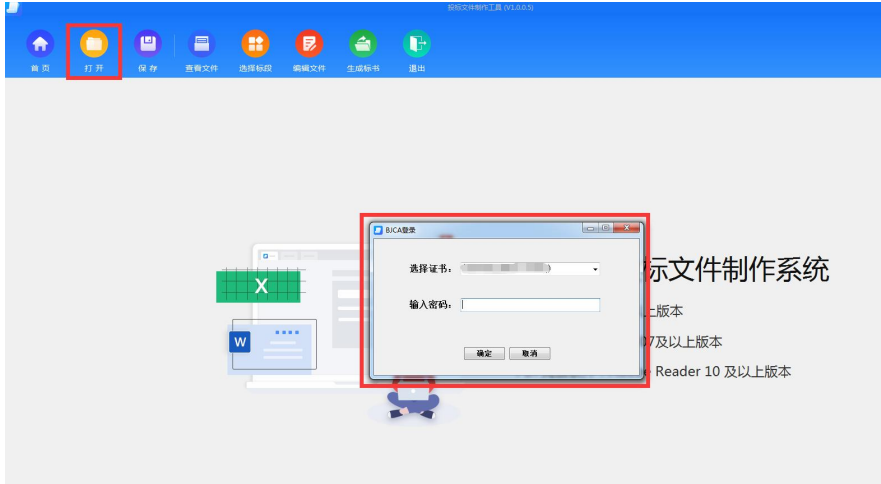 投标文件制作工具 (V1.0.0.5)
首 页
打 开
保 存
查看文件
选择标段
编辑文件
生成标书
退出
BJCA登录
选择证书:
输入密码:
确定
取消
标文件制作系统
上版本
07及以上版本
Reader 10 及以上版本
X
W